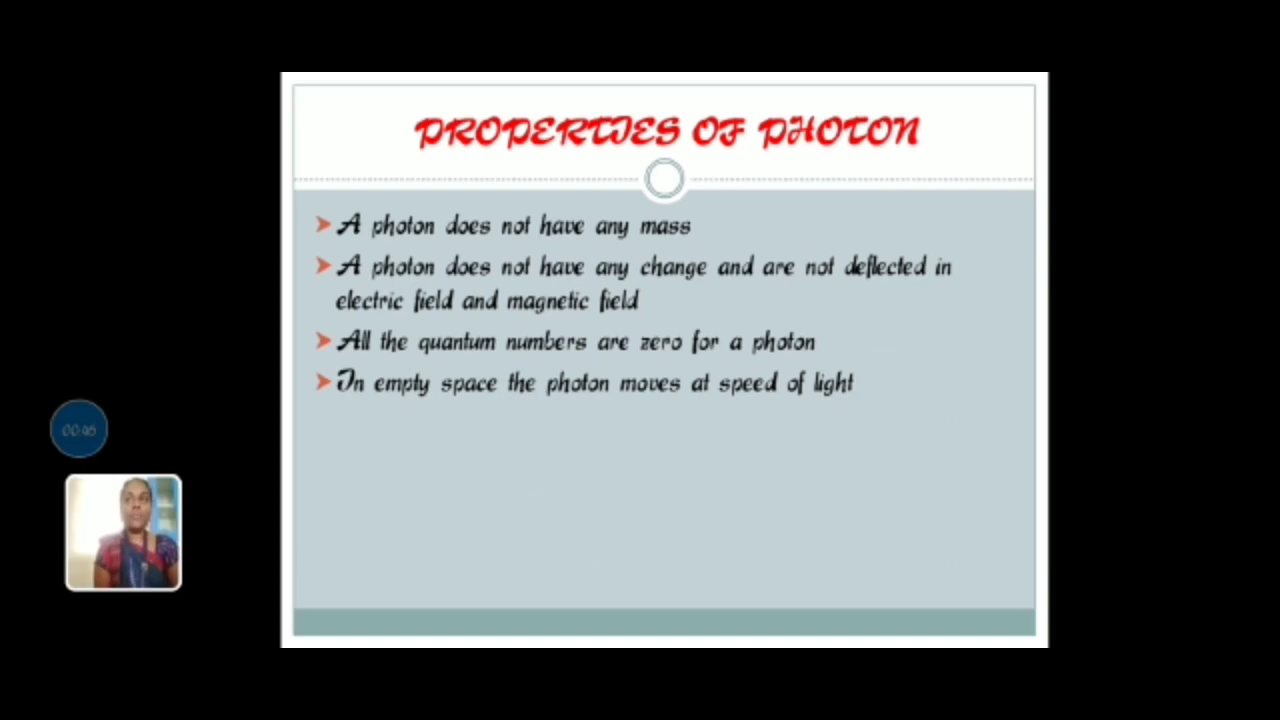 PROPERTIES OF PHOTON
A photon does not have any mass
A photon does not have any change and are not deflected in
electric field and magnetic field
All the quantum numbers are zero for a photon
In empty space the photon moves at speed of light